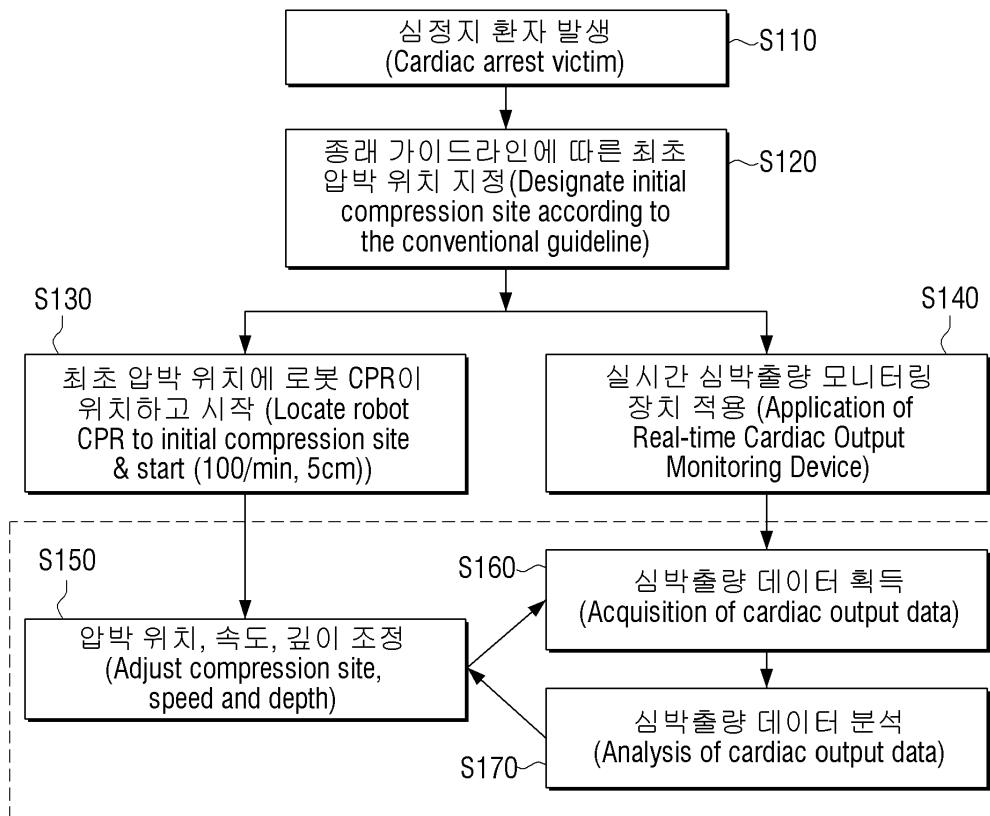 심정지 환자 발생
(Cardiac arrest victim)
S110
종래 가이드라인에 따른 최초
압박 위치 지정(Designate initial
compression site according to
the conventional guideline)
S120
S130
최초 압박 위치에 로봇 CPR이
위치하고 시작 (Locate robot
CPR to initial compression site
& start (100/min, 5cm))
S140
실시간 심박출량 모니터링
장치 적용 (Application of
Real-time Cardiac Output
Monitoring Device)
S150
압박 위치, 속도, 깊이 조정
(Adjust compression site,
speed and depth)
S160
심박출량 데이터 획득
(Acquisition of cardiac output data)
심박출량 데이터 분석
(Analysis of cardiac output data)
S170